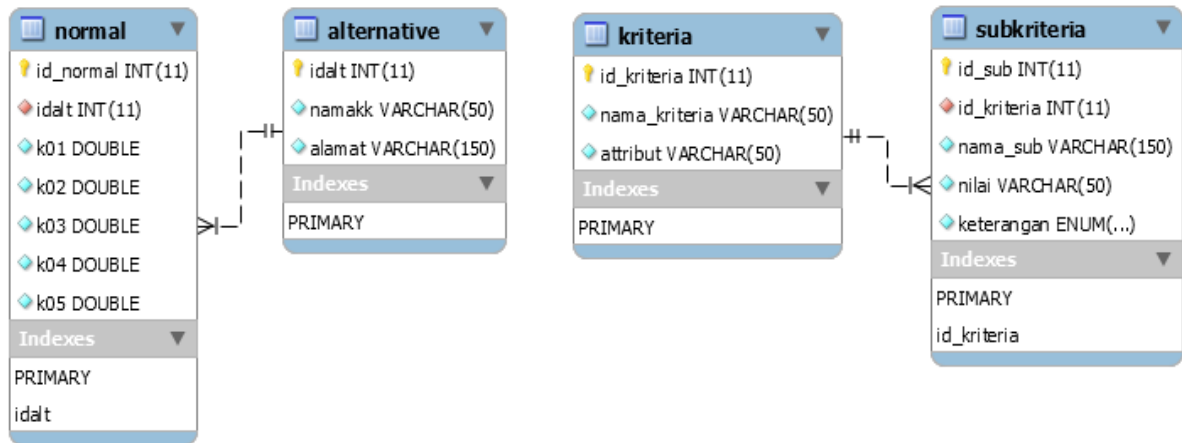 normal
id_normal INT(11)
idalt INT(11)
k01 DOUBLE
k02 DOUBLE
k03 DOUBLE
k04 DOUBLE
k05 DOUBLE
Indexes
PRIMARY
idalt
alternative
idalt INT(11)
namakk VARCHAR(50)
alamat VARCHAR(150)
Indexes
PRIMARY
kriteria
id_kriteria INT(11)
nama_kriteria VARCHAR(50)
attribut VARCHAR(50)
Indexes
PRIMARY
subkriteria
id_sub INT(11)
id_kriteria INT(11)
nama_sub VARCHAR(150)
nilai VARCHAR(50)
keterangan ENUM(...)
Indexes
PRIMARY
id_kriteria